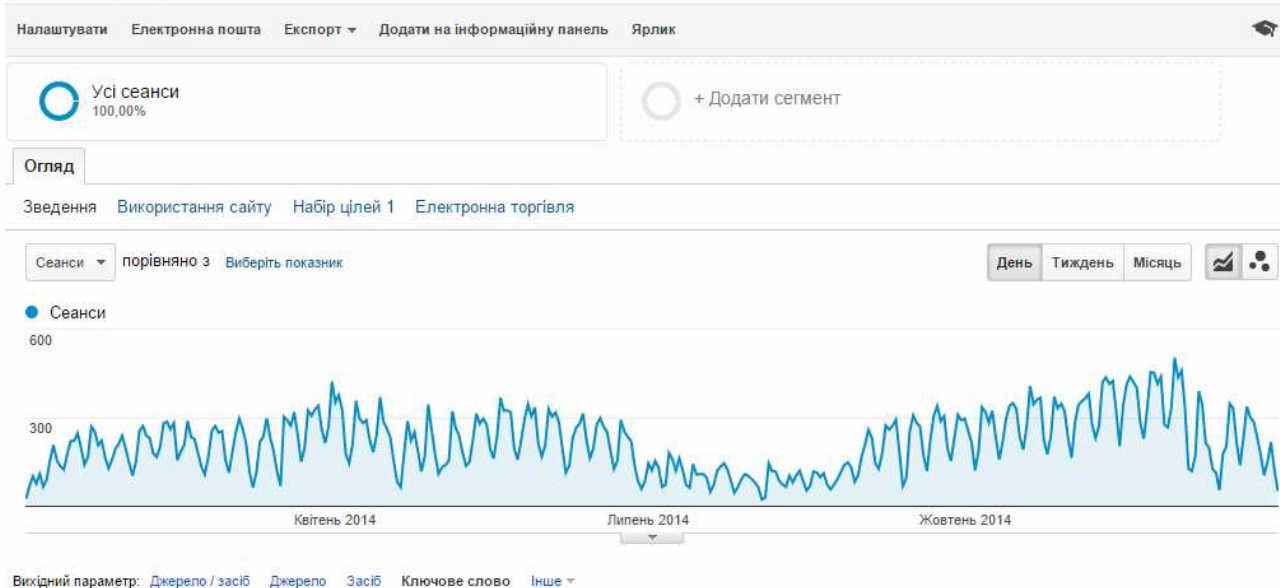 Налаштувати Електронна пошта Експорт Додати на інформаційну панель Ярлик
Усі сеанси
100,00%
+ Додати сегмент
Огляд
Зведення Використання сайту Набір цілей 1 Електронна торгівля
Сеанси порівняно з Виберіть показник День Тиждень Місяць
Сеанси
600
300
Квітень 2014 Липень 2014 Жовтень 2014
Вихідний параметр: Джерело / засіб Джерело Засіб Ключове слово Інше